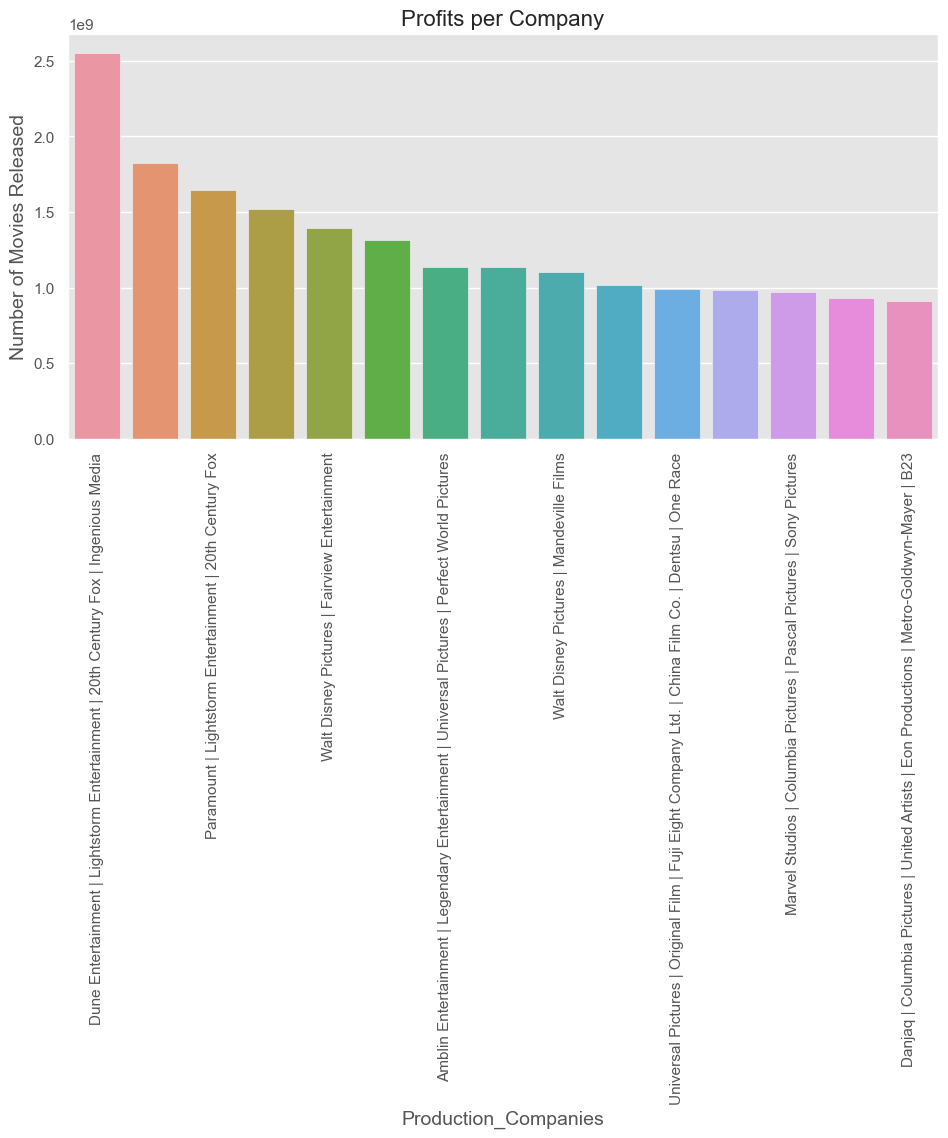 Profits per Company
1e9
Number of Movies Released
2.5
2.0
1.5
1.0
0.5
0.0
Dune Entertainment | Lightstorm Entertainment | 20th Century Fox | Ingenious Media
Paramount | Lightstorm Entertainment | 20th Century Fox
Walt Disney Pictures | Fairview Entertainment
Amblin Entertainment | Legendary Entertainment | Universal Pictures | Perfect World Pictures
Walt Disney Pictures | Mandeville Films
Universal Pictures | Original Film | Fuji Eight Company Ltd. | China Film Co. | Dentsu | One Race
Marvel Studios | Columbia Pictures | Pascal Pictures | Sony Pictures
Danjaq | Columbia Pictures | United Artists | Eon Productions | Metro-Goldwyn-Mayer | B23
Production_Companies